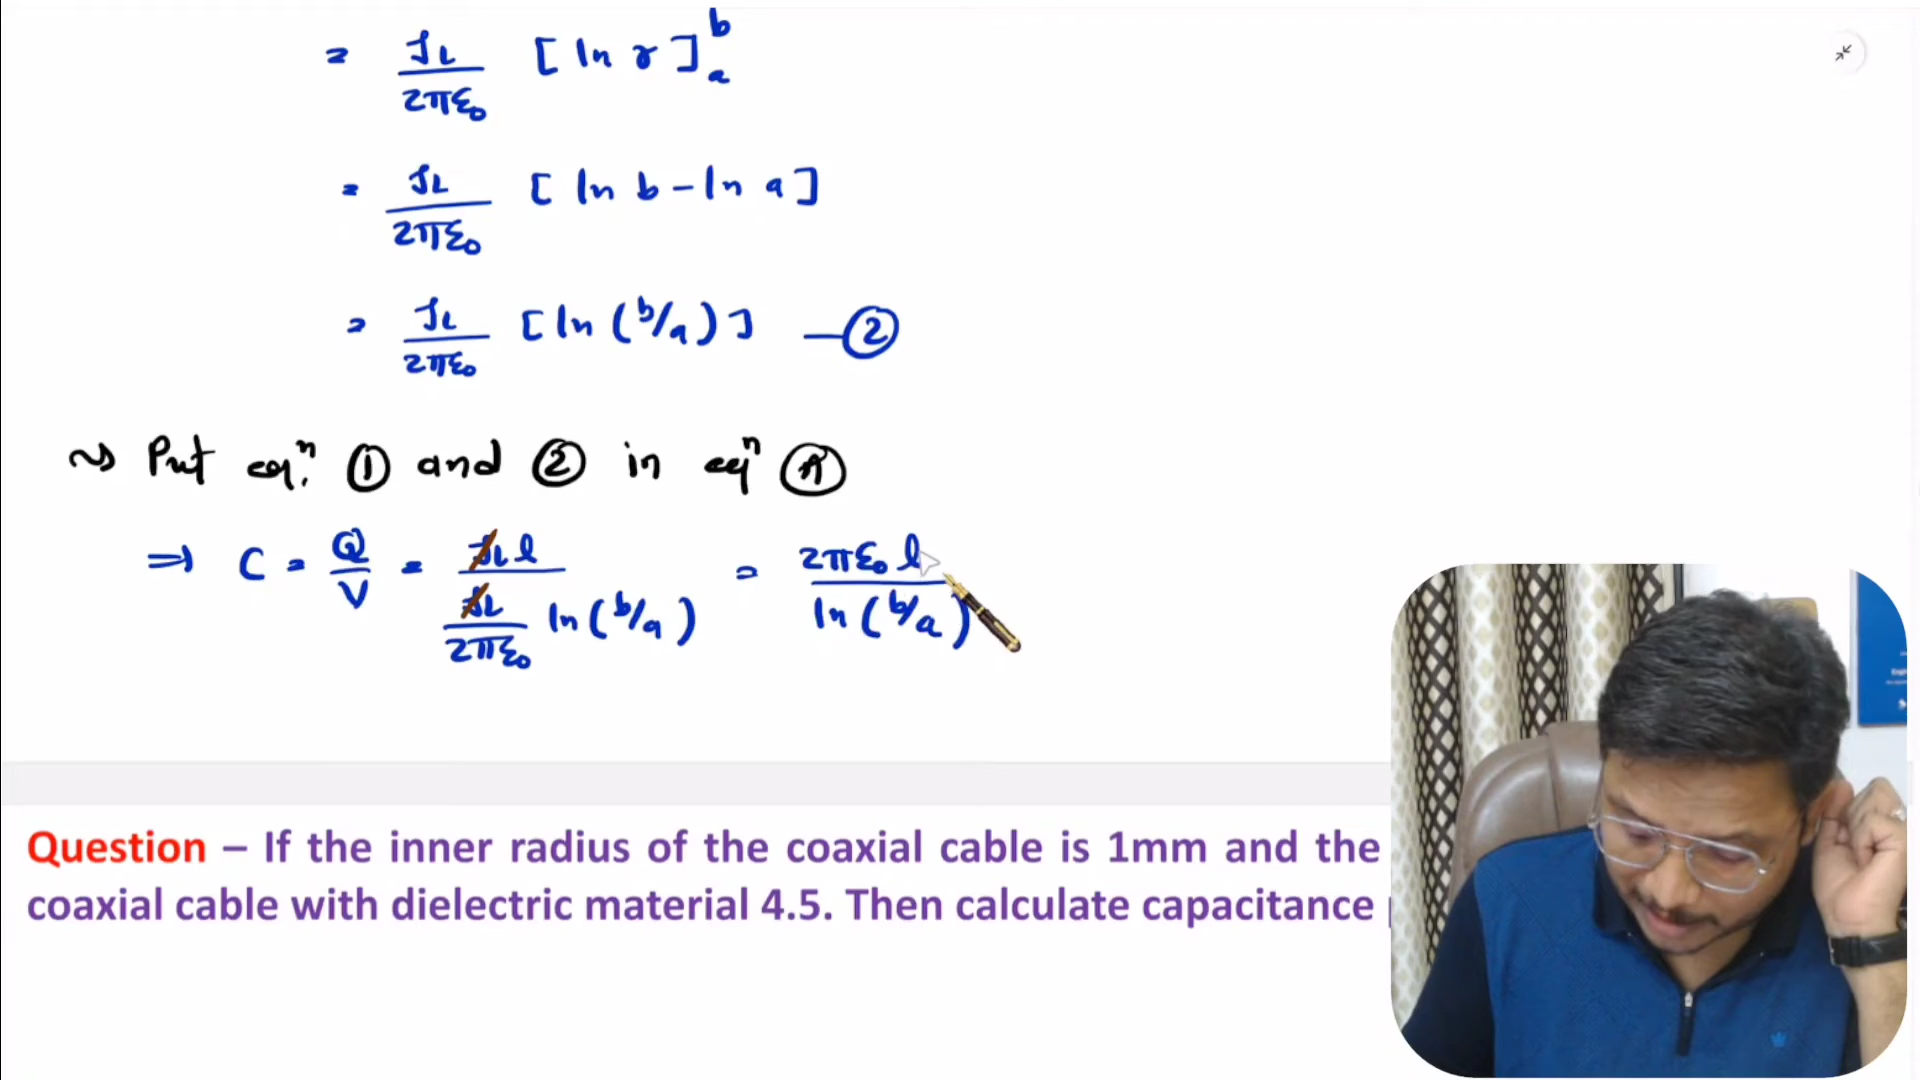 = ρL/2πε₀ [ln r]ₐᵇ
= ρL/2πε₀ [ln b - ln a]
= ρL/2πε₀ [ln (b/a)] — ②
⇝ Put eqⁿ. ① and ② in eqⁿ Ⓐ
⇒ C = Q/V = ρL l / (ρL/2πε₀ ln(b/a)) = 2πε₀ l / ln(b/a)
Question – If the inner radius of the coaxial cable is 1mm and the
coaxial cable with dielectric material 4.5. Then calculate capacitance